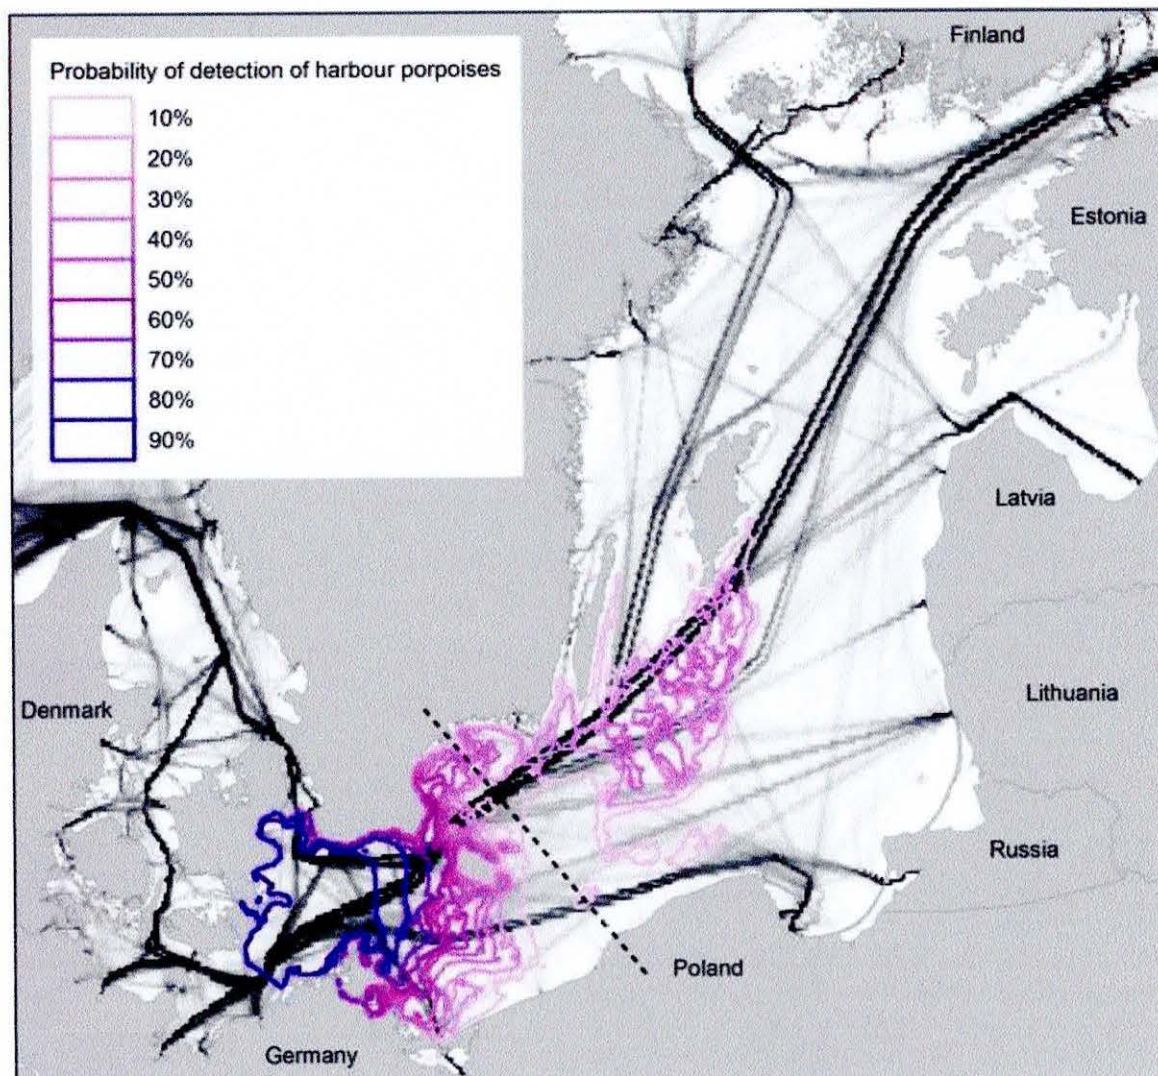 Probability of detection of harbour porpoises
10%
20%
30%
40%
50%
60%
70%
80%
90%
Finland
Estonia
Latvia
Lithuania
Denmark
Russia
Poland
Germany